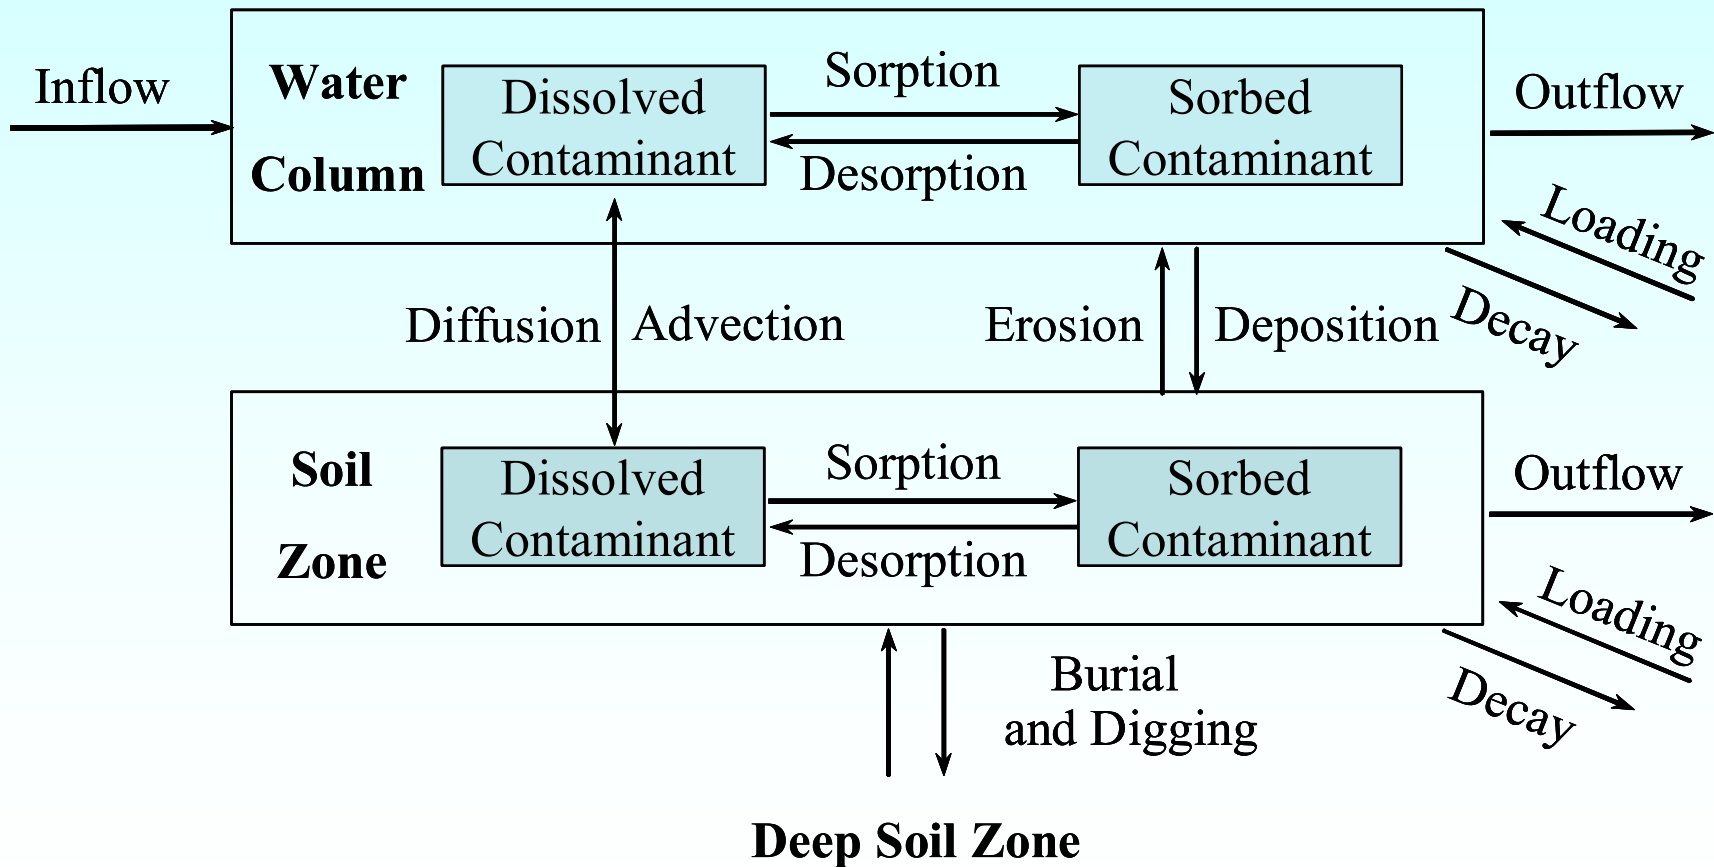 Inflow
Water
Column
Dissolved
Contaminant
Sorption
Desorption
Sorbed
Contaminant
Outflow
Loading
Decay
Diffusion
Advection
Erosion
Deposition
Soil
Zone
Dissolved
Contaminant
Sorption
Desorption
Sorbed
Contaminant
Outflow
Loading
Decay
Burial
and Digging
Deep Soil Zone